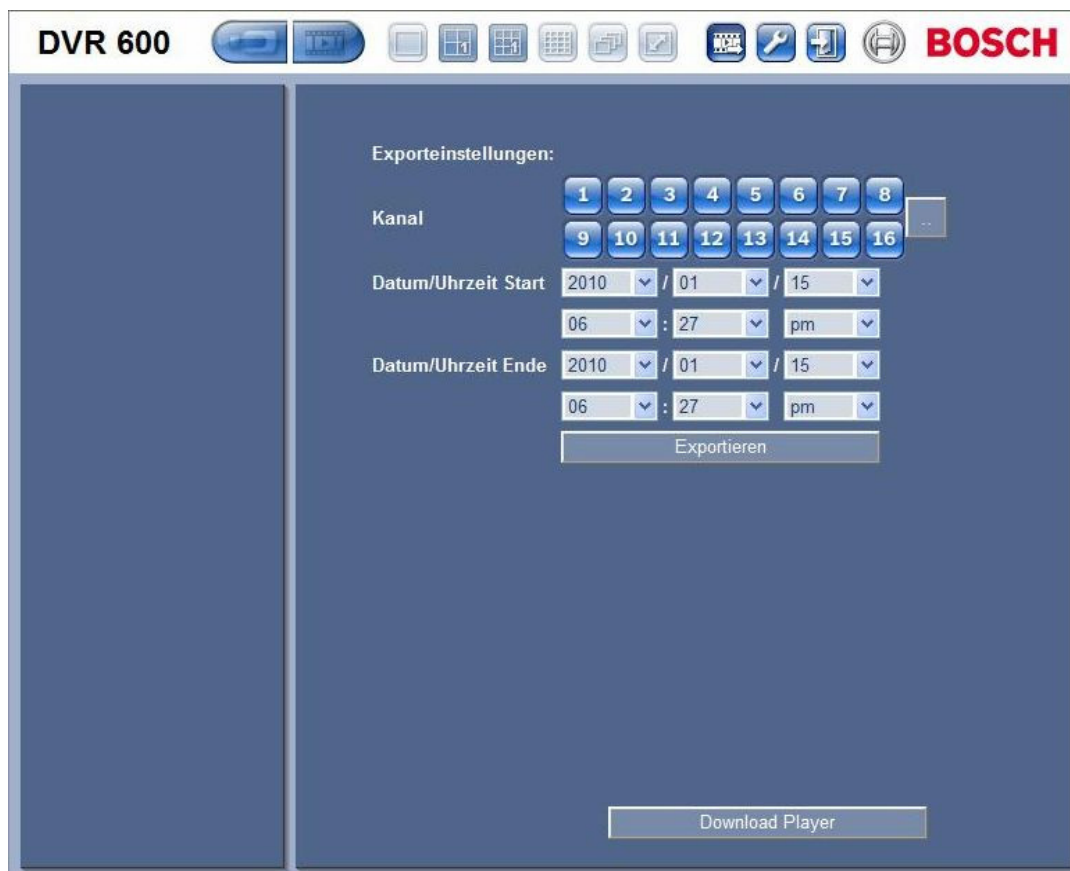 DVR 600 1 1 BOSCH
Exporteinstellungen:
Kanal
1 2 3 4 5 6 7 8
..
9 10 11 12 13 14 15 16
Datum/Uhrzeit Start 2010 / 01 / 15
06 : 27 pm
Datum/Uhrzeit Ende 2010 / 01 / 15
06 : 27 pm
Exportieren
Download Player